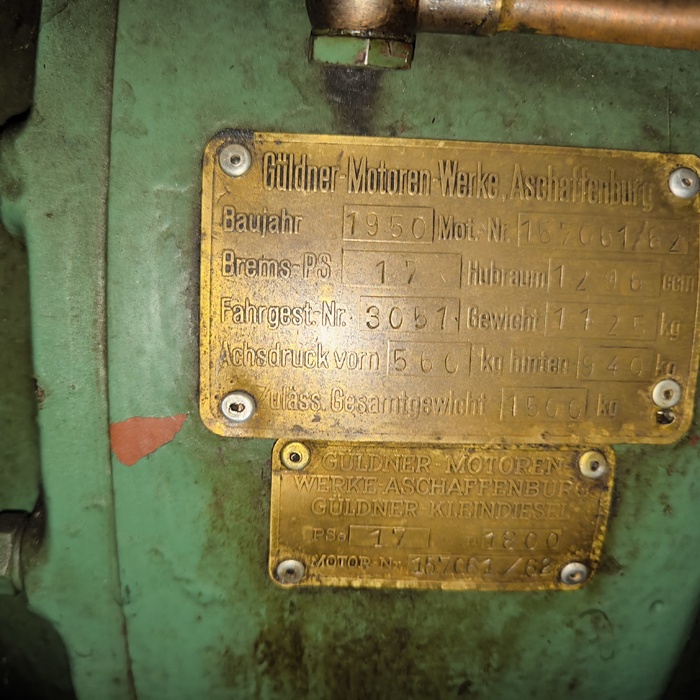 Güldner-Motoren-Werke, Aschaffenburg
Baujahr 1950 Mot.-Nr. 157061/62
Brems-PS 17 Hubraum ccm
Fahrgest.-Nr. 3051 Gewicht 1125 kg
Achsdruck vorn 560 kg hinten 940 kg
Zuläss. Gesamtgewicht 1500 kg
GÜLDNER-MOTOREN
WERKE-ASCHAFFENBURG
GÜLDNER KLEINDIESEL
PSe 17 n 1800
MOTOR Nr. 157061/62